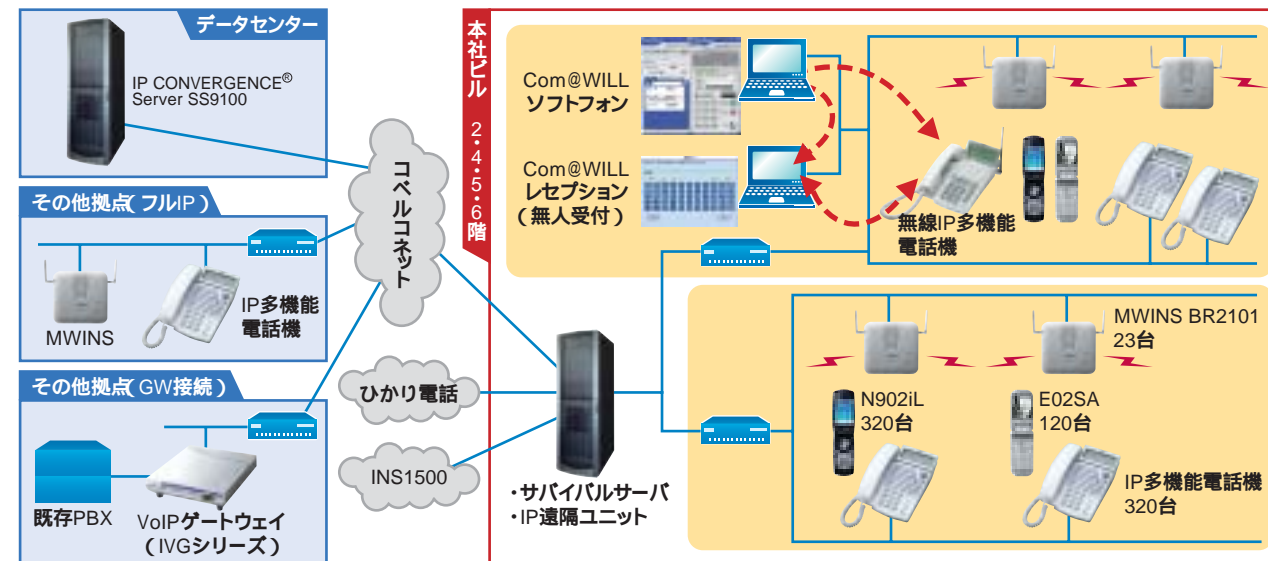 データセンター
IP CONVERGENCE®
Server SS9100
その他拠点（フルIP）
MWINS
IP多機能
電話機
その他拠点（GW接続）
既存PBX
VoIPゲートウェイ
（IVGシリーズ）
コベルコネット
ひかり電話
INS1500
・サバイバルサーバ
・IP遠隔ユニット
本社ビル 2・4・5・6階
Com@WILL
ソフトフォン
Com@WILL
レセプション
（無人受付）
無線IP多機能
電話機
MWINS BR2101
23台
N902iL
320台
E02SA
120台
IP多機能電話機
320台